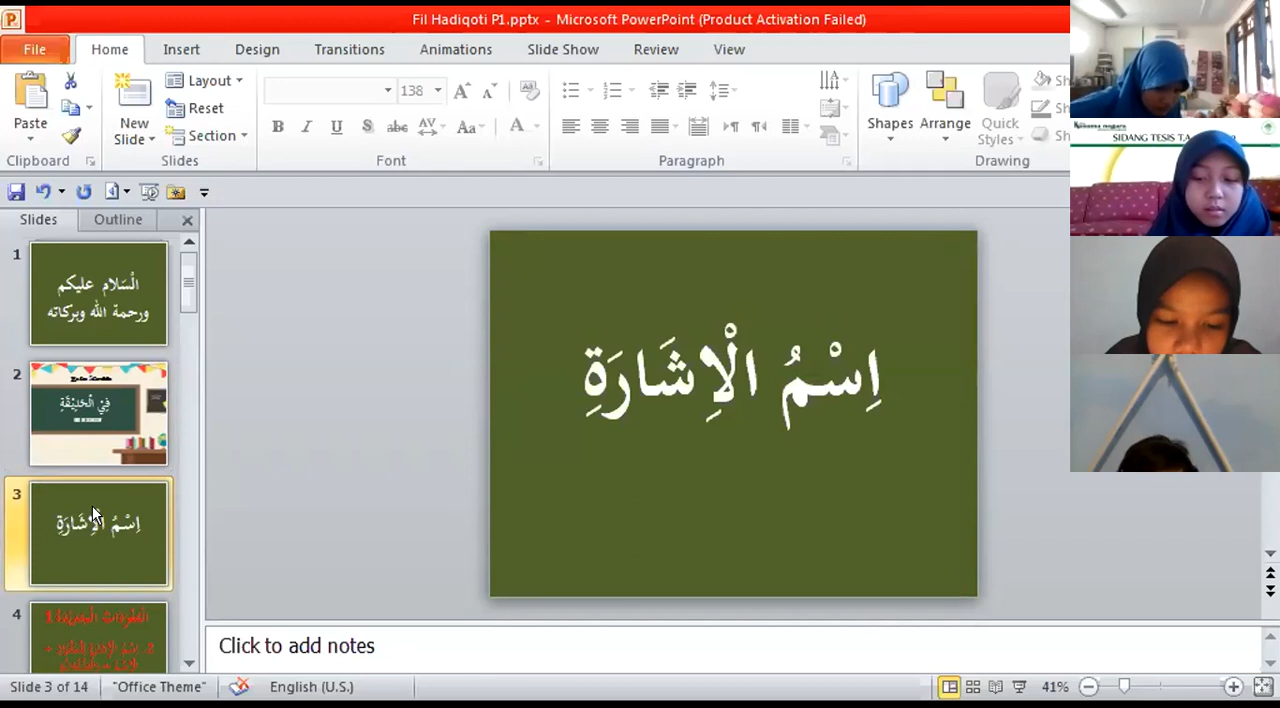 Fil Hadiqoti P1.pptx - Microsoft PowerPoint (Product Activation Failed)
File Home Insert Design Transitions Animations Slide Show Review View
Paste
Clipboard
New Slide
Layout
Reset
Section
Slides
138
Font
Paragraph
Shapes
Arrange
Quick Styles
Drawing
SIDANG TESIS
Slides Outline
1
السّلام عليكم
ورحمة الله وبركاته
2
فِيْ الْحَدِيْقَةِ
3
اِسْمُ الْاِشَارَةِ
4
اِسْمُ الْاِشَارَةِ
Click to add notes
Slide 3 of 14
"Office Theme"
English (U.S.)
41%